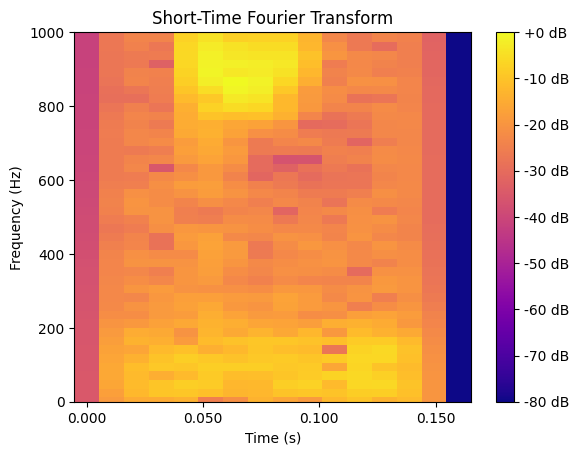 Short-Time Fourier Transform
1000
800
600
400
200
0
Frequency (Hz)
0.000
0.050
0.100
0.150
Time (s)
+0 dB
-10 dB
-20 dB
-30 dB
-40 dB
-50 dB
-60 dB
-70 dB
-80 dB